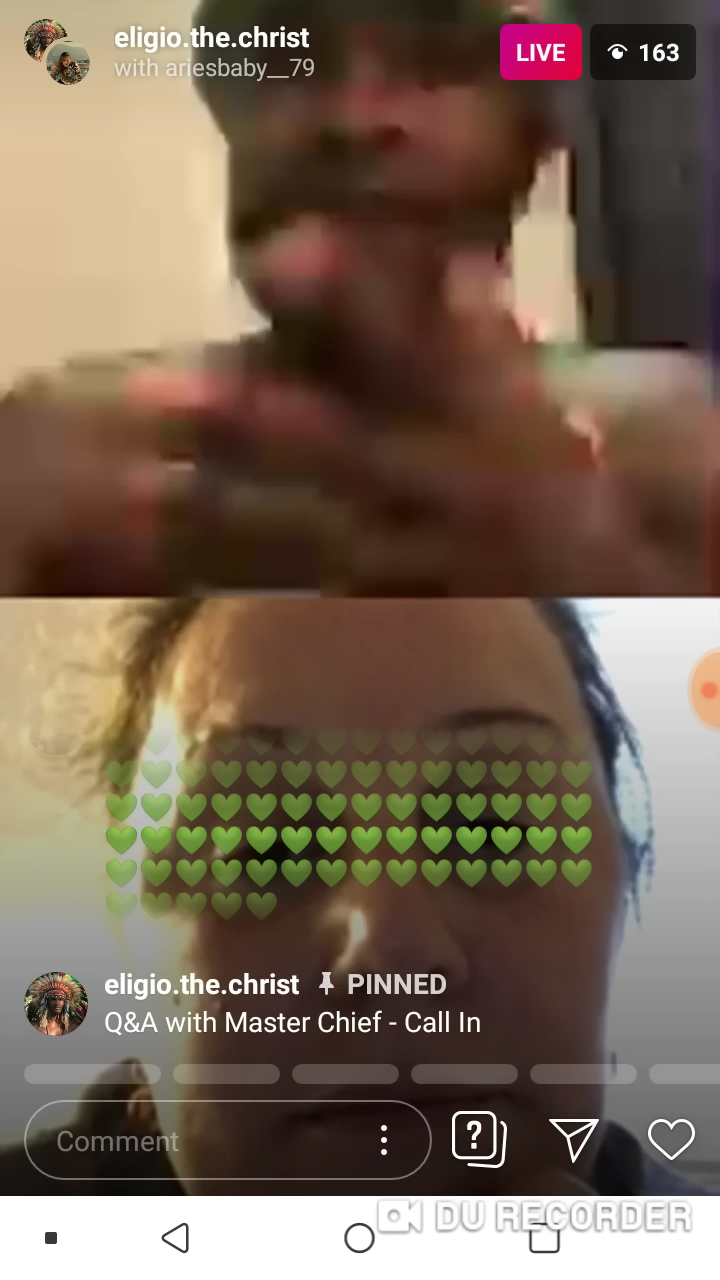 eligio.the.christ
with ariesbaby__79
LIVE
163
eligio.the.christ PINNED
Q&A with Master Chief - Call In
Comment
?
DU RECORDER